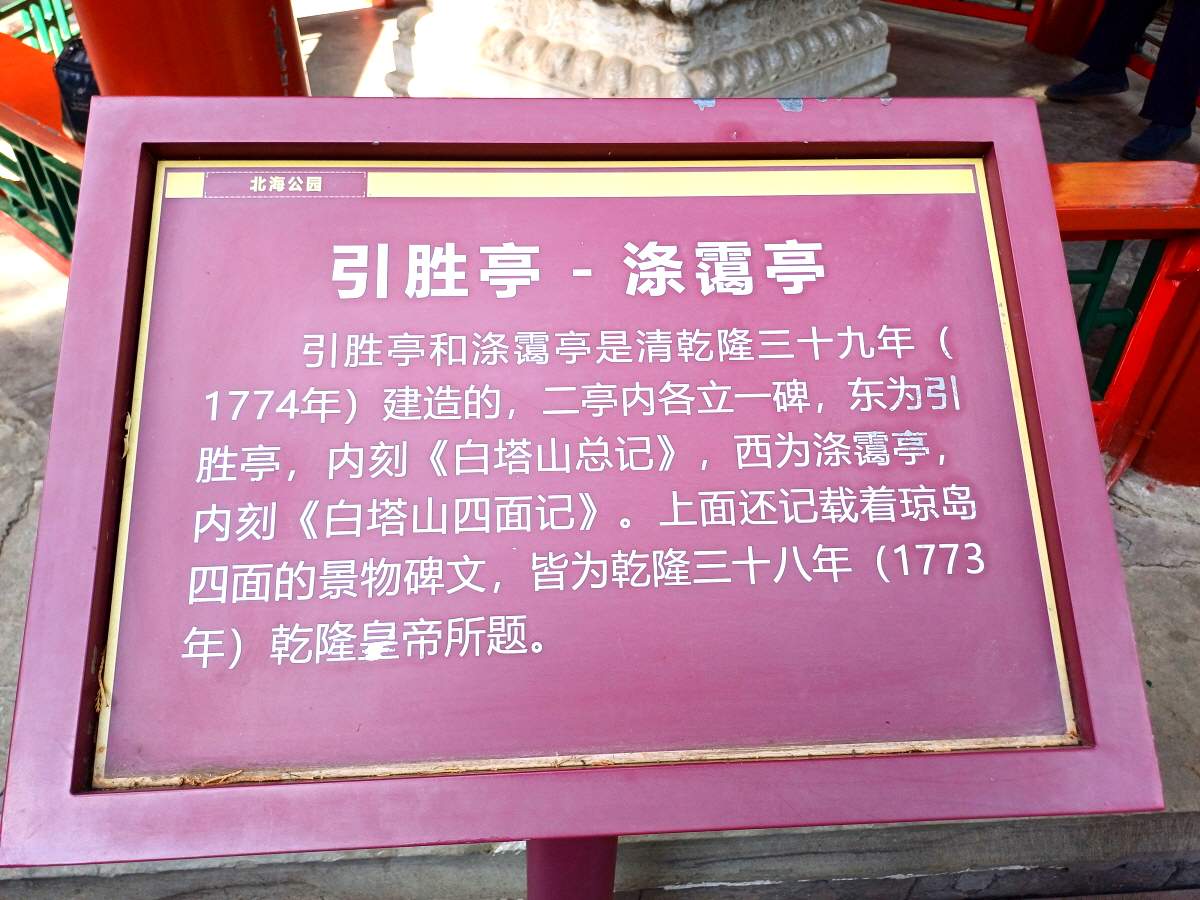 北海公园
引胜亭 - 涤霭亭
引胜亭和涤霭亭是清乾隆三十九年（
1774年）建造的，二亭内各立一碑，东为引
胜亭，内刻《白塔山总记》，西为涤霭亭，
内刻《白塔山四面记》。上面还记载着琼岛
四面的景物碑文，皆为乾隆三十八年（1773
年）乾隆皇帝所题。